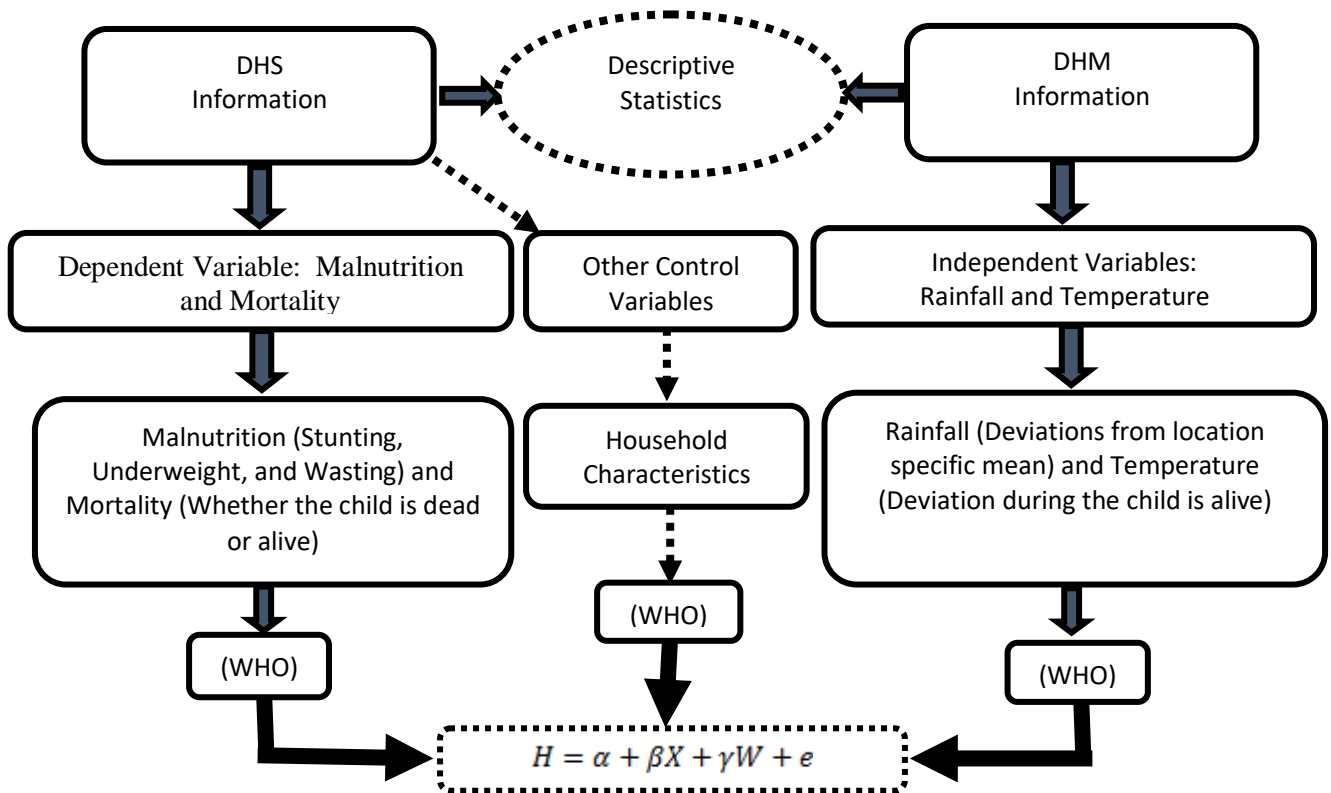 DHS
Information
Descriptive
Statistics
DHM
Information
Dependent Variable: Malnutrition
and Mortality
Other Control
Variables
Independent Variables:
Rainfall and Temperature
Malnutrition (Stunting,
Underweight, and Wasting) and
Mortality (Whether the child is dead
or alive)
Household
Characteristics
Rainfall (Deviations from location
specific mean) and Temperature
(Deviation during the child is alive)
(WHO)
(WHO)
(WHO)
H = α + βX + γW + e